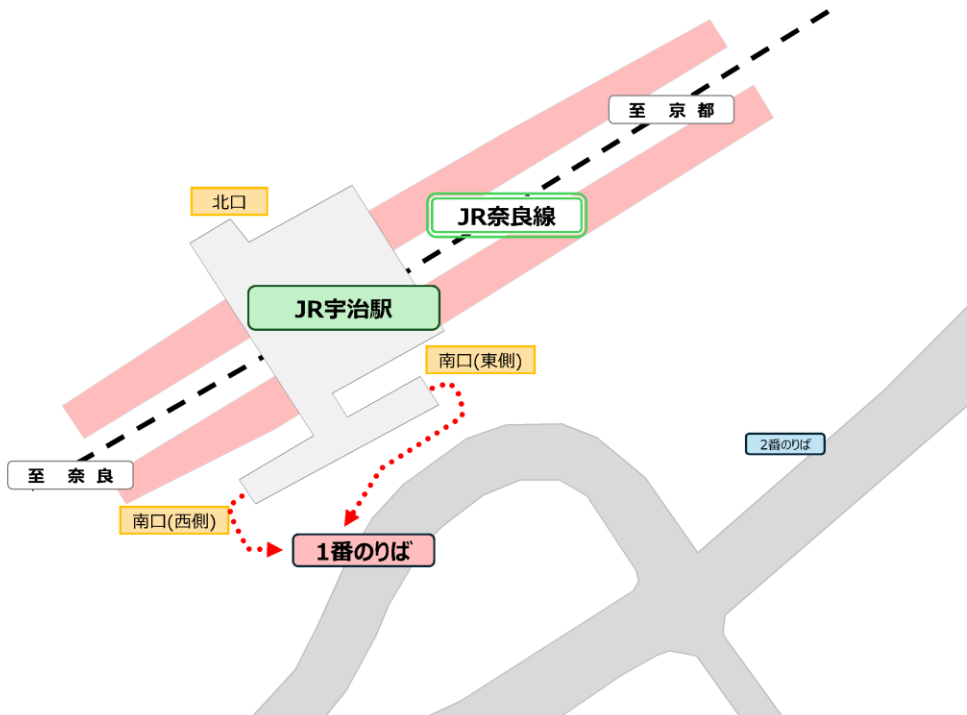 至 京 都
北口
JR奈良線
JR宇治駅
南口(東側)
2番のりば
至 奈 良
南口(西側)
1番のりば